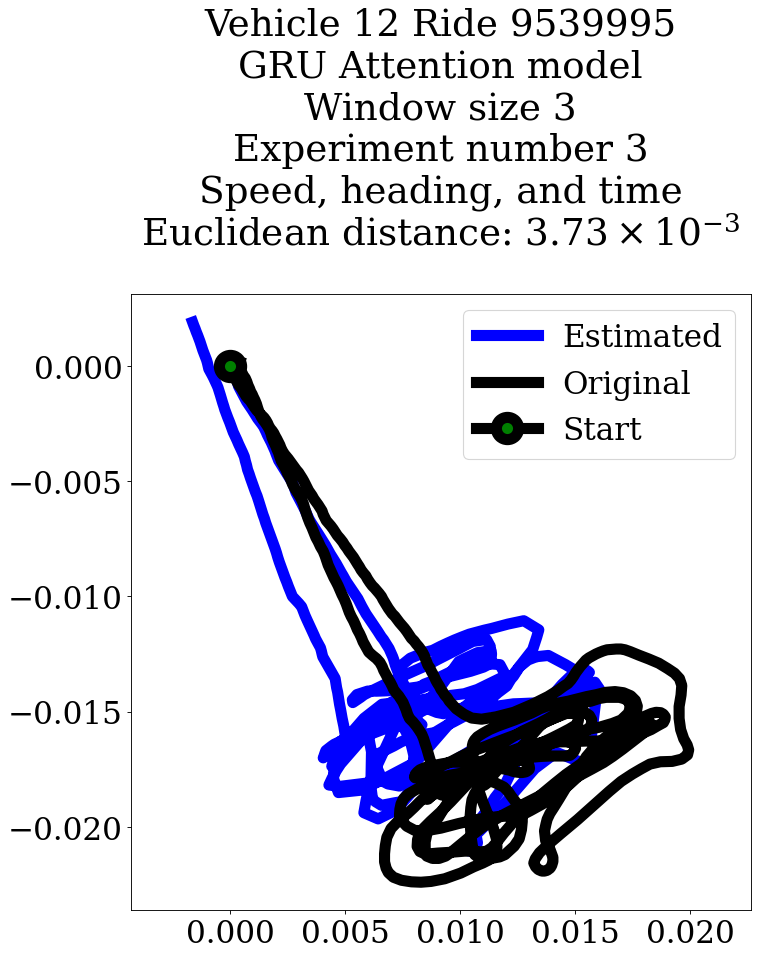 Vehicle 12 Ride 9539995
GRU Attention model
Window size 3
Experiment number 3
Speed, heading, and time
Euclidean distance: 3.73 × 10⁻³
Estimated
Original
Start
0.000
−0.005
−0.010
−0.015
−0.020
0.000 0.005 0.010 0.015 0.020